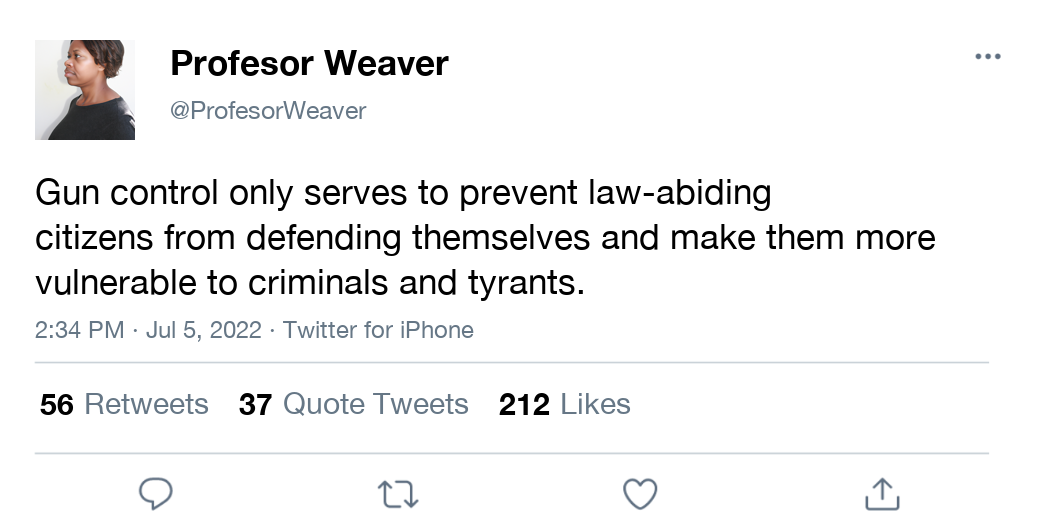 Profesor Weaver
@ProfesorWeaver
Gun control only serves to prevent law-abiding
citizens from defending themselves and make them more
vulnerable to criminals and tyrants.
2:34 PM · Jul 5, 2022 · Twitter for iPhone
56 Retweets 37 Quote Tweets 212 Likes